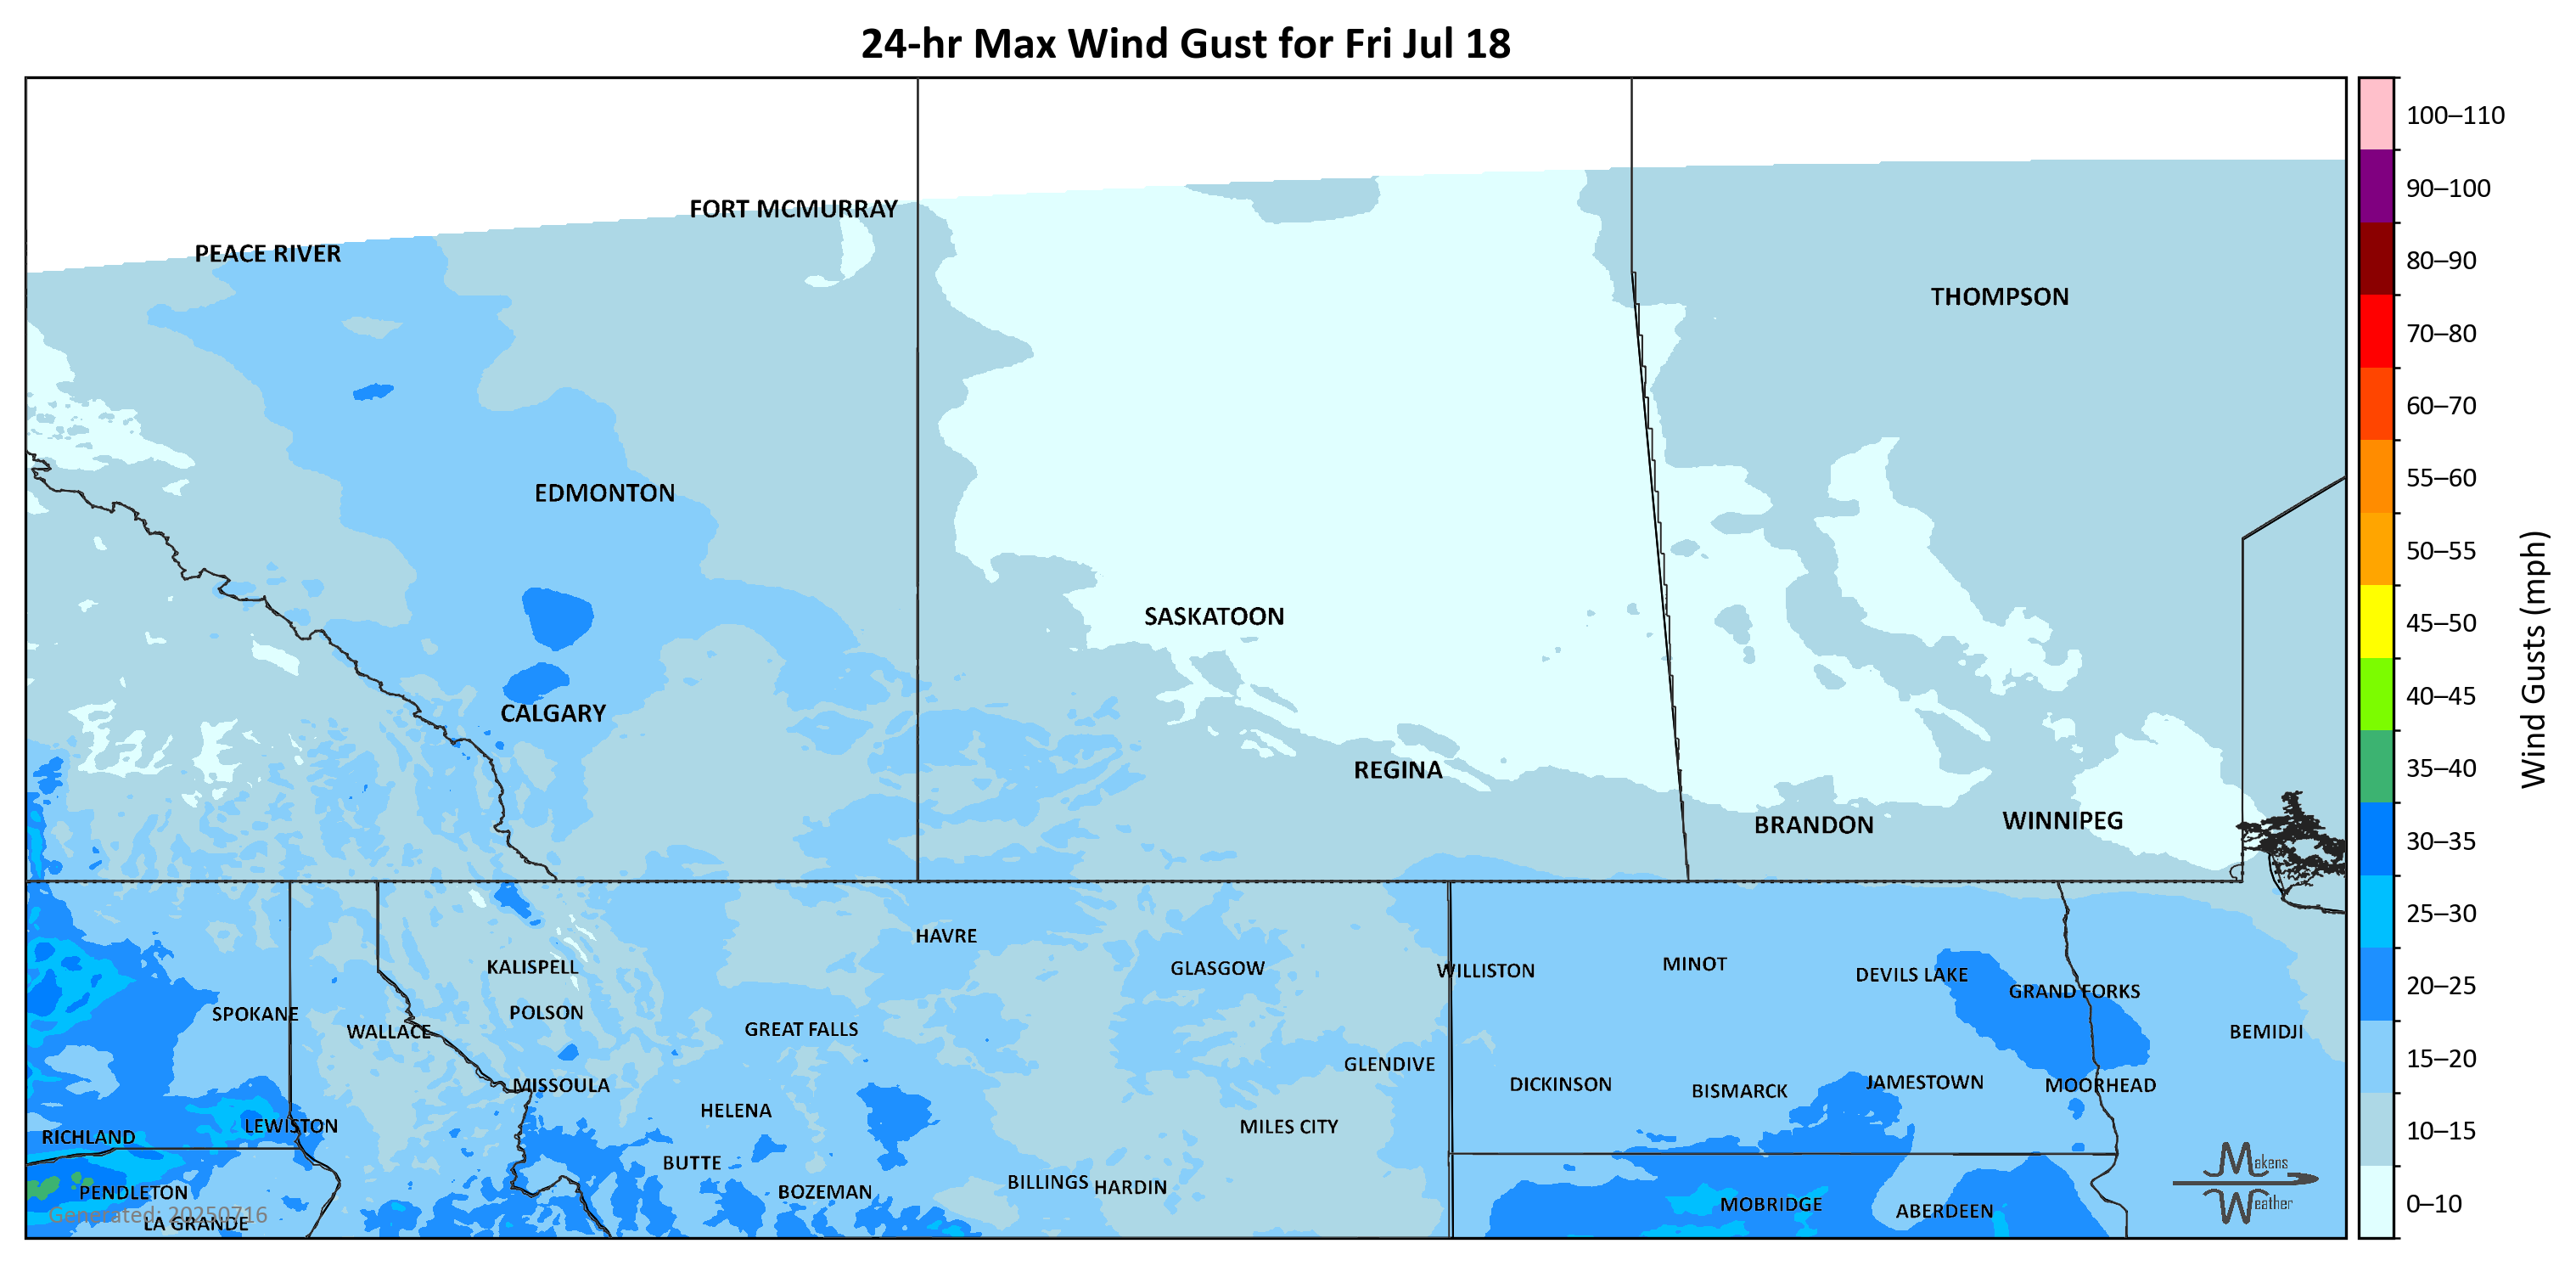 24-hr Max Wind Gust for Fri Jul 18
100–110
90–100
80–90
70–80
60–70
55–60
50–55
45–50
40–45
35–40
30–35
25–30
20–25
15–20
10–15
0–10
Wind Gusts (mph)
FORT MCMURRAY
PEACE RIVER
THOMPSON
EDMONTON
SASKATOON
CALGARY
REGINA
BRANDON
WINNIPEG
HAVRE
KALISPELL
GLASGOW
WILLISTON
MINOT
DEVILS LAKE
GRAND FORKS
SPOKANE
POLSON
WALLACE
GREAT FALLS
BEMIDJI
GLENDIVE
MISSOULA
DICKINSON
BISMARCK
JAMESTOWN
MOORHEAD
HELENA
LEWISTON
MILES CITY
RICHLAND
BUTTE
PENDLETON
BOZEMAN
BILLINGS
HARDIN
MOBRIDGE
ABERDEEN
LA GRANDE
Generated: 20250716
Makens
Weather